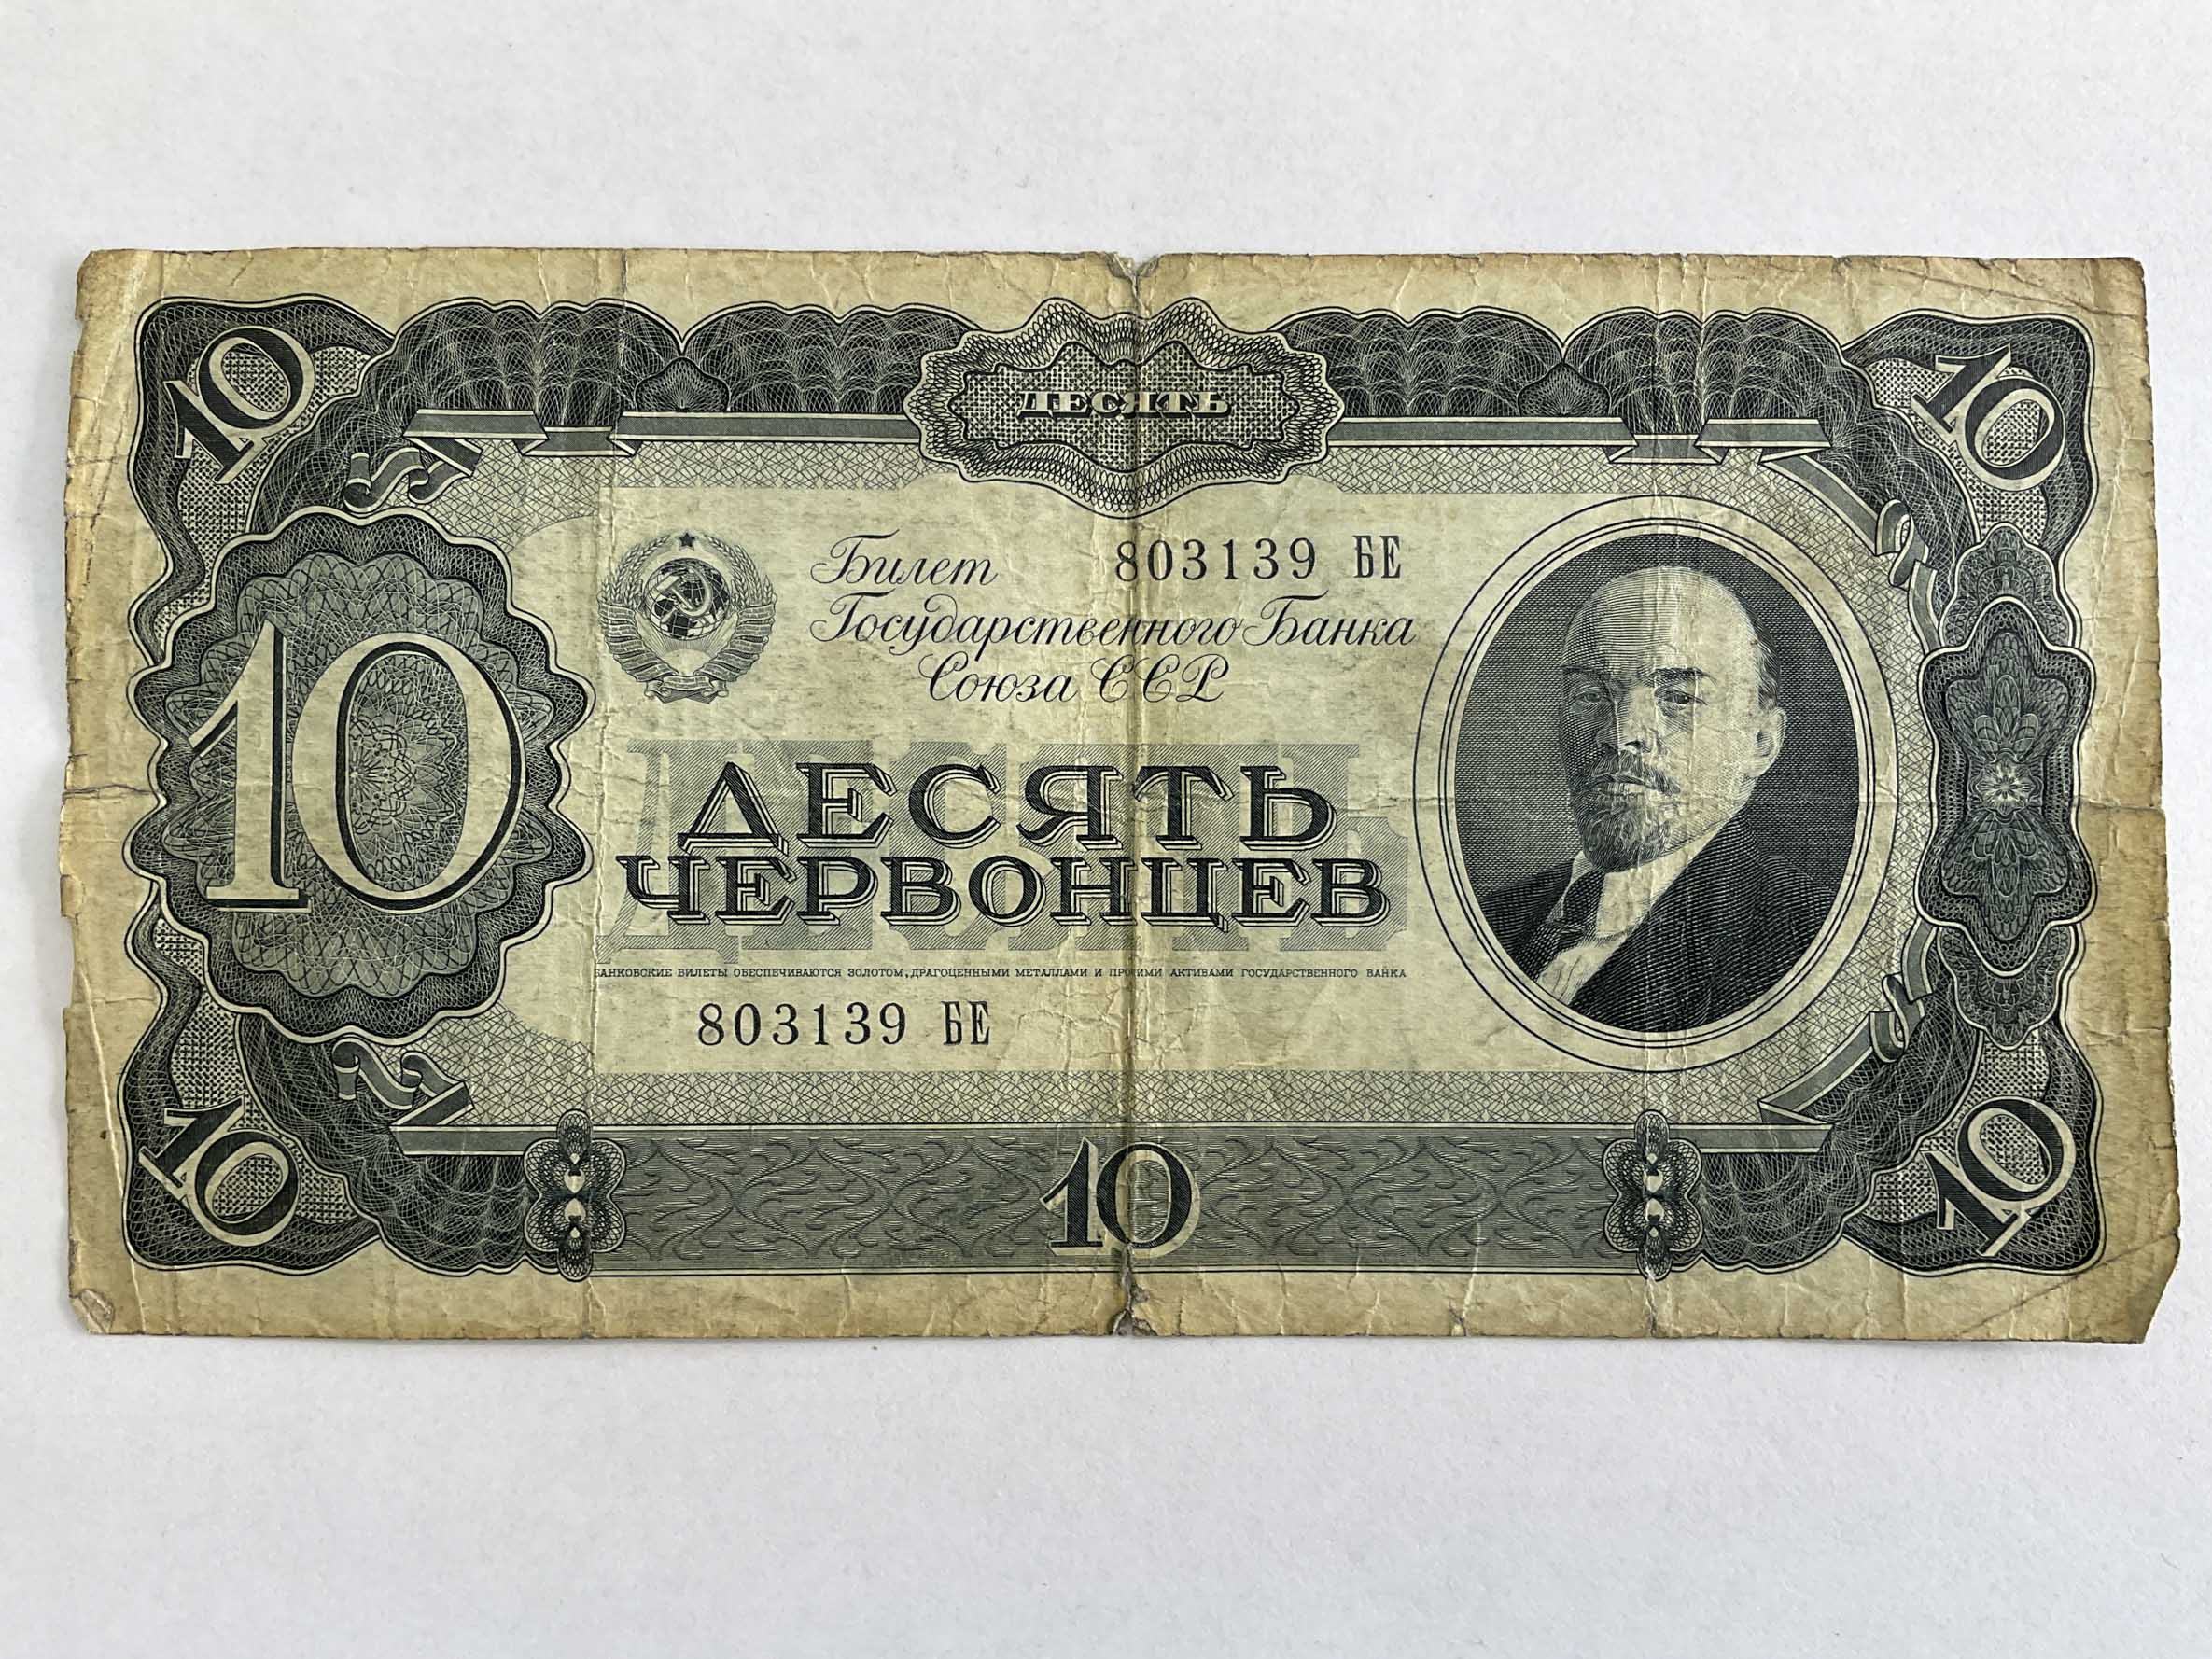 10
ДЕСЯТЬ
10
Билет 803139 БЕ
Государственного Банка
Союза ССР
10
ДЕСЯТЬ
ДЕСЯТЬ
ЧЕРВОНЦЕВ
БАНКОВСКИЕ БИЛЕТЫ ОБЕСПЕЧИВАЮТСЯ ЗОЛОТОМ, ДРАГОЦЕННЫМИ МЕТАЛЛАМИ И ПРОЧИМИ АКТИВАМИ ГОСУДАРСТВЕННОГО БАНКА
803139 БЕ
10
10
10